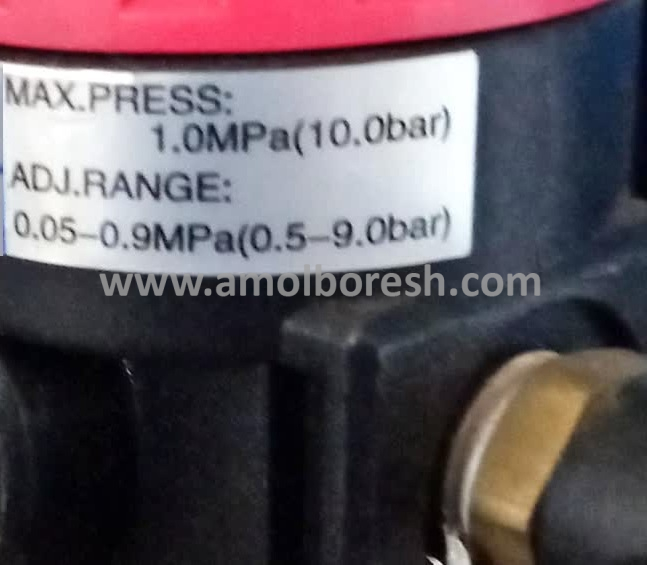 MAX.PRESS:
1.0MPa(10.0bar)
ADJ.RANGE:
0.05-0.9MPa(0.5-9.0bar)
www.amolboresh.com